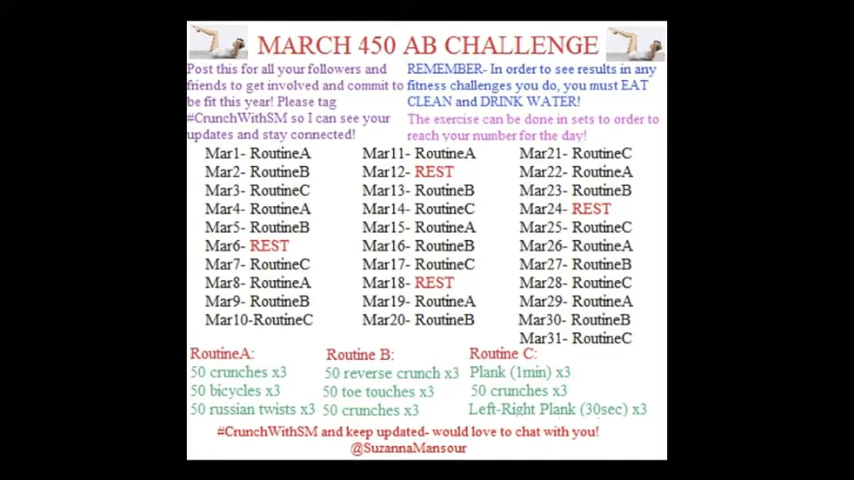 MARCH 450 AB CHALLENGE
Post this for all your followers and
friends to get involved and commit to
be fit this year! Please tag
#CrunchWithSM so I can see your
updates and stay connected!
REMEMBER- In order to see results in any
fitness challenges you do, you must EAT
CLEAN and DRINK WATER!
The exercise can be done in sets to order to
reach your number for the day!
Mar1- RoutineA
Mar2- RoutineB
Mar3- RoutineC
Mar4- RoutineA
Mar5- RoutineB
Mar6- REST
Mar7- RoutineC
Mar8- RoutineA
Mar9- RoutineB
Mar10-RoutineC
Mar11- RoutineA
Mar12- REST
Mar13- RoutineB
Mar14- RoutineC
Mar15- RoutineA
Mar16- RoutineB
Mar17- RoutineC
Mar18- REST
Mar19- RoutineA
Mar20- RoutineB
Mar21- RoutineC
Mar22- RoutineA
Mar23- RoutineB
Mar24- REST
Mar25- RoutineC
Mar26- RoutineA
Mar27- RoutineB
Mar28- RoutineC
Mar29- RoutineA
Mar30- RoutineB
Mar31- RoutineC
RoutineA:
50 crunches x3
50 bicycles x3
50 russian twists x3
Routine B:
50 reverse crunch x3
50 toe touches x3
50 crunches x3
Routine C:
Plank (1min) x3
50 crunches x3
Left-Right Plank (30sec) x3
#CrunchWithSM and keep updated- would love to chat with you!
@SuzannaMansour